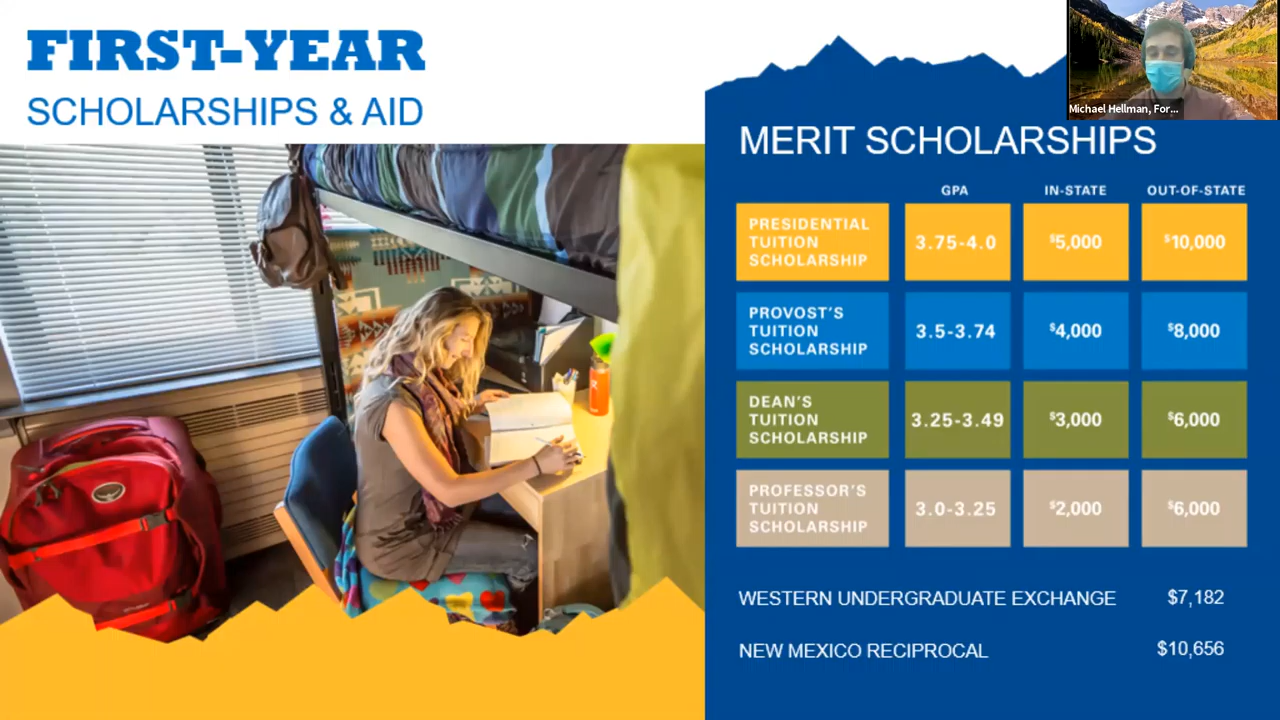 FIRST-YEAR
SCHOLARSHIPS & AID
Michael Hellman, For...
MERIT SCHOLARSHIPS
GPA IN-STATE OUT-OF-STATE
PRESIDENTIAL
TUITION
SCHOLARSHIP
3.75-4.0 $5,000 $10,000
PROVOST'S
TUITION
SCHOLARSHIP
3.5-3.74 $4,000 $8,000
DEAN'S
TUITION
SCHOLARSHIP
3.25-3.49 $3,000 $6,000
PROFESSOR'S
TUITION
SCHOLARSHIP
3.0-3.25 $2,000 $6,000
WESTERN UNDERGRADUATE EXCHANGE $7,182
NEW MEXICO RECIPROCAL $10,656